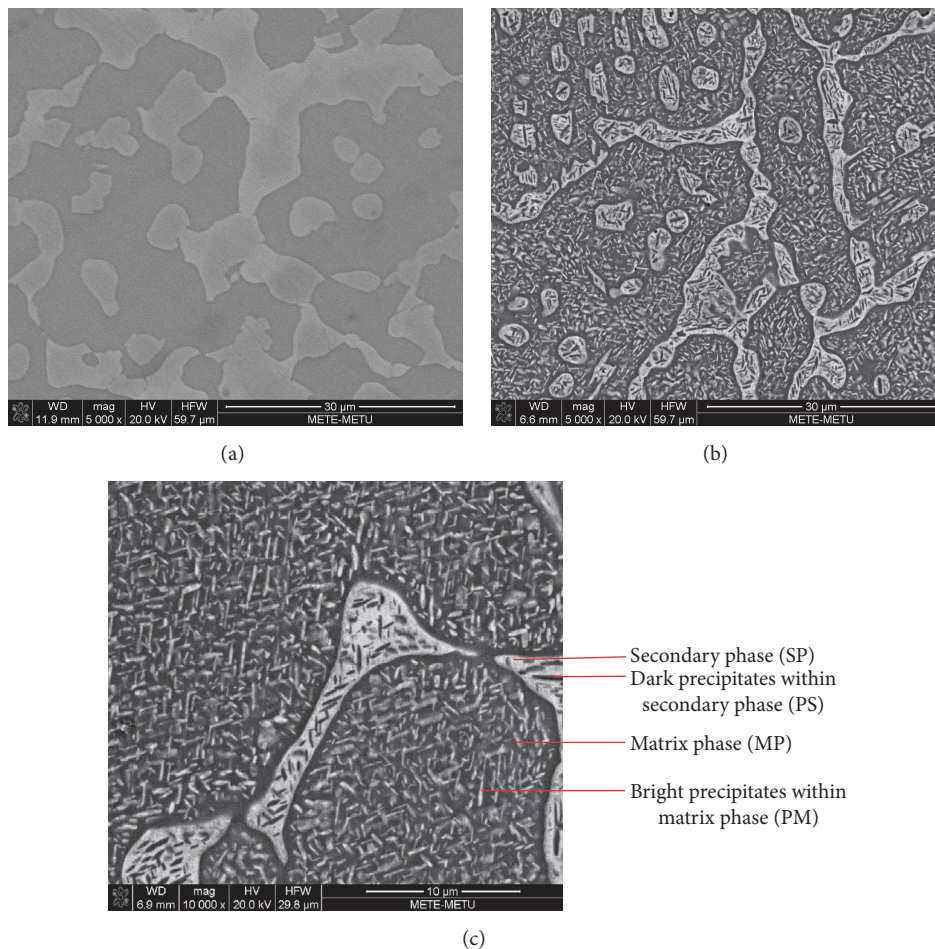 WD mag HV HFW 30 µm
11.9 mm 5 000 x 20.0 kV 59.7 µm METE-METU
(a)
WD mag HV HFW 30 µm
6.6 mm 5 000 x 20.0 kV 59.7 µm METE-METU
(b)
Secondary phase (SP)
Dark precipitates within
secondary phase (PS)
Matrix phase (MP)
Bright precipitates within
matrix phase (PM)
WD mag HV HFW 10 µm
6.9 mm 10 000 x 20.0 kV 29.8 µm METE-METU
(c)